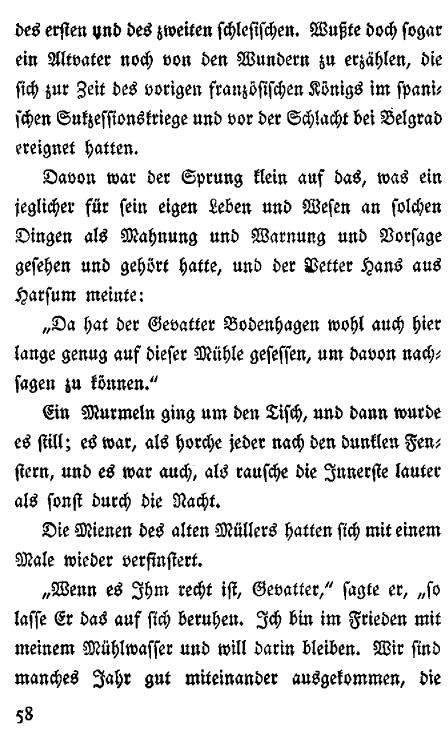 des ersten und des zweiten schlesischen. Wußte doch sogar
ein Altvater noch von den Wundern zu erzählen, die
sich zur Zeit des vorigen französischen Königs im spani⸗
schen Sukzessionskriege und vor der Schlacht bei Belgrad
ereignet hatten.
Davon war der Sprung klein auf das, was ein
jeglicher für sein eigen Leben und Wesen an solchen
Dingen als Mahnung und Warnung und Vorsage
gesehen und gehört hatte, und der Vetter Hans aus
Harsum meinte:
„Da hat der Gevatter Bodenhagen wohl auch hier
lange genug auf dieser Mühle gesessen, um davon nach⸗
sagen zu können.“
Ein Murmeln ging um den Tisch, und dann wurde
es still; es war, als horche jeder nach den dunklen Fen⸗
stern, und es war auch, als rausche die Innerste lauter
als sonst durch die Nacht.
Die Mienen des alten Müllers hatten sich mit einem
Male wieder verfinstert.
„Wenn es Ihm recht ist, Gevatter,“ sagte er, „so
lasse Er das auf sich beruhen. Ich bin im Frieden mit
meinem Mühlwasser und will darin bleiben. Wir sind
manches Jahr gut miteinander ausgekommen, die
58